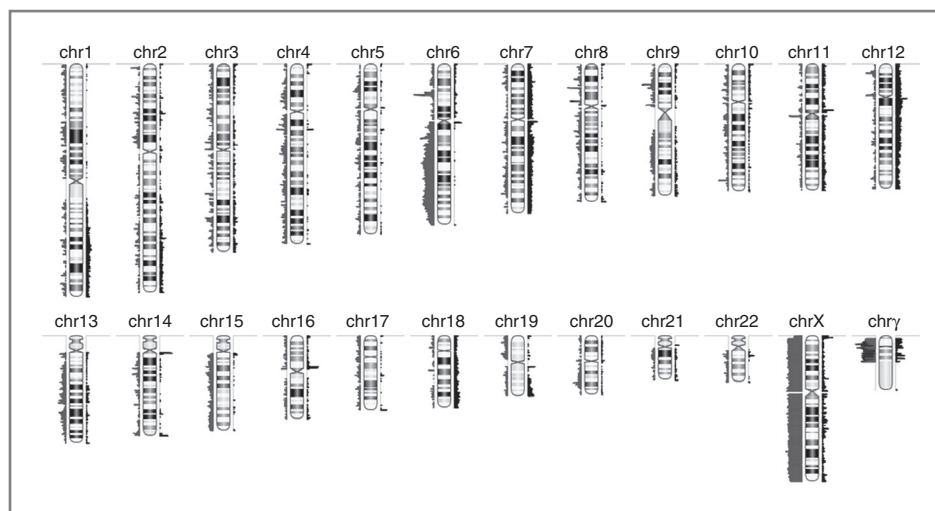 chr1 chr2 chr3 chr4 chr5 chr6 chr7 chr8 chr9 chr10 chr11 chr12
chr13 chr14 chr15 chr16 chr17 chr18 chr19 chr20 chr21 chr22 chrX chrγ